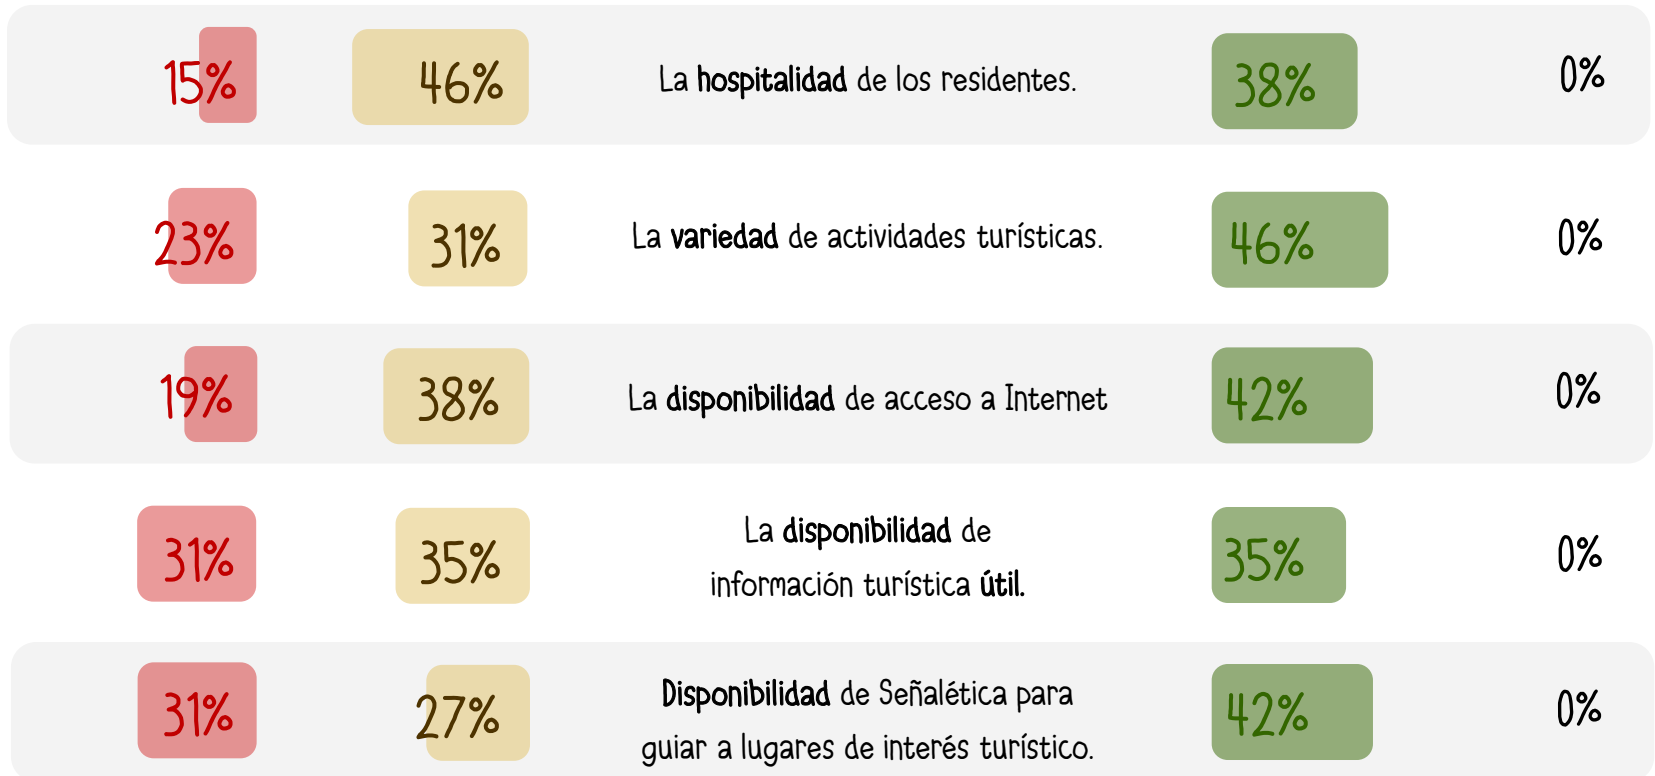 15% 46% La hospitalidad de los residentes. 38% 0%
23% 31% La variedad de actividades turísticas. 46% 0%
19% 38% La disponibilidad de acceso a Internet 42% 0%
31% 35% La disponibilidad de
información turística útil. 35% 0%
31% 27% Disponibilidad de Señalética para
guiar a lugares de interés turístico. 42% 0%